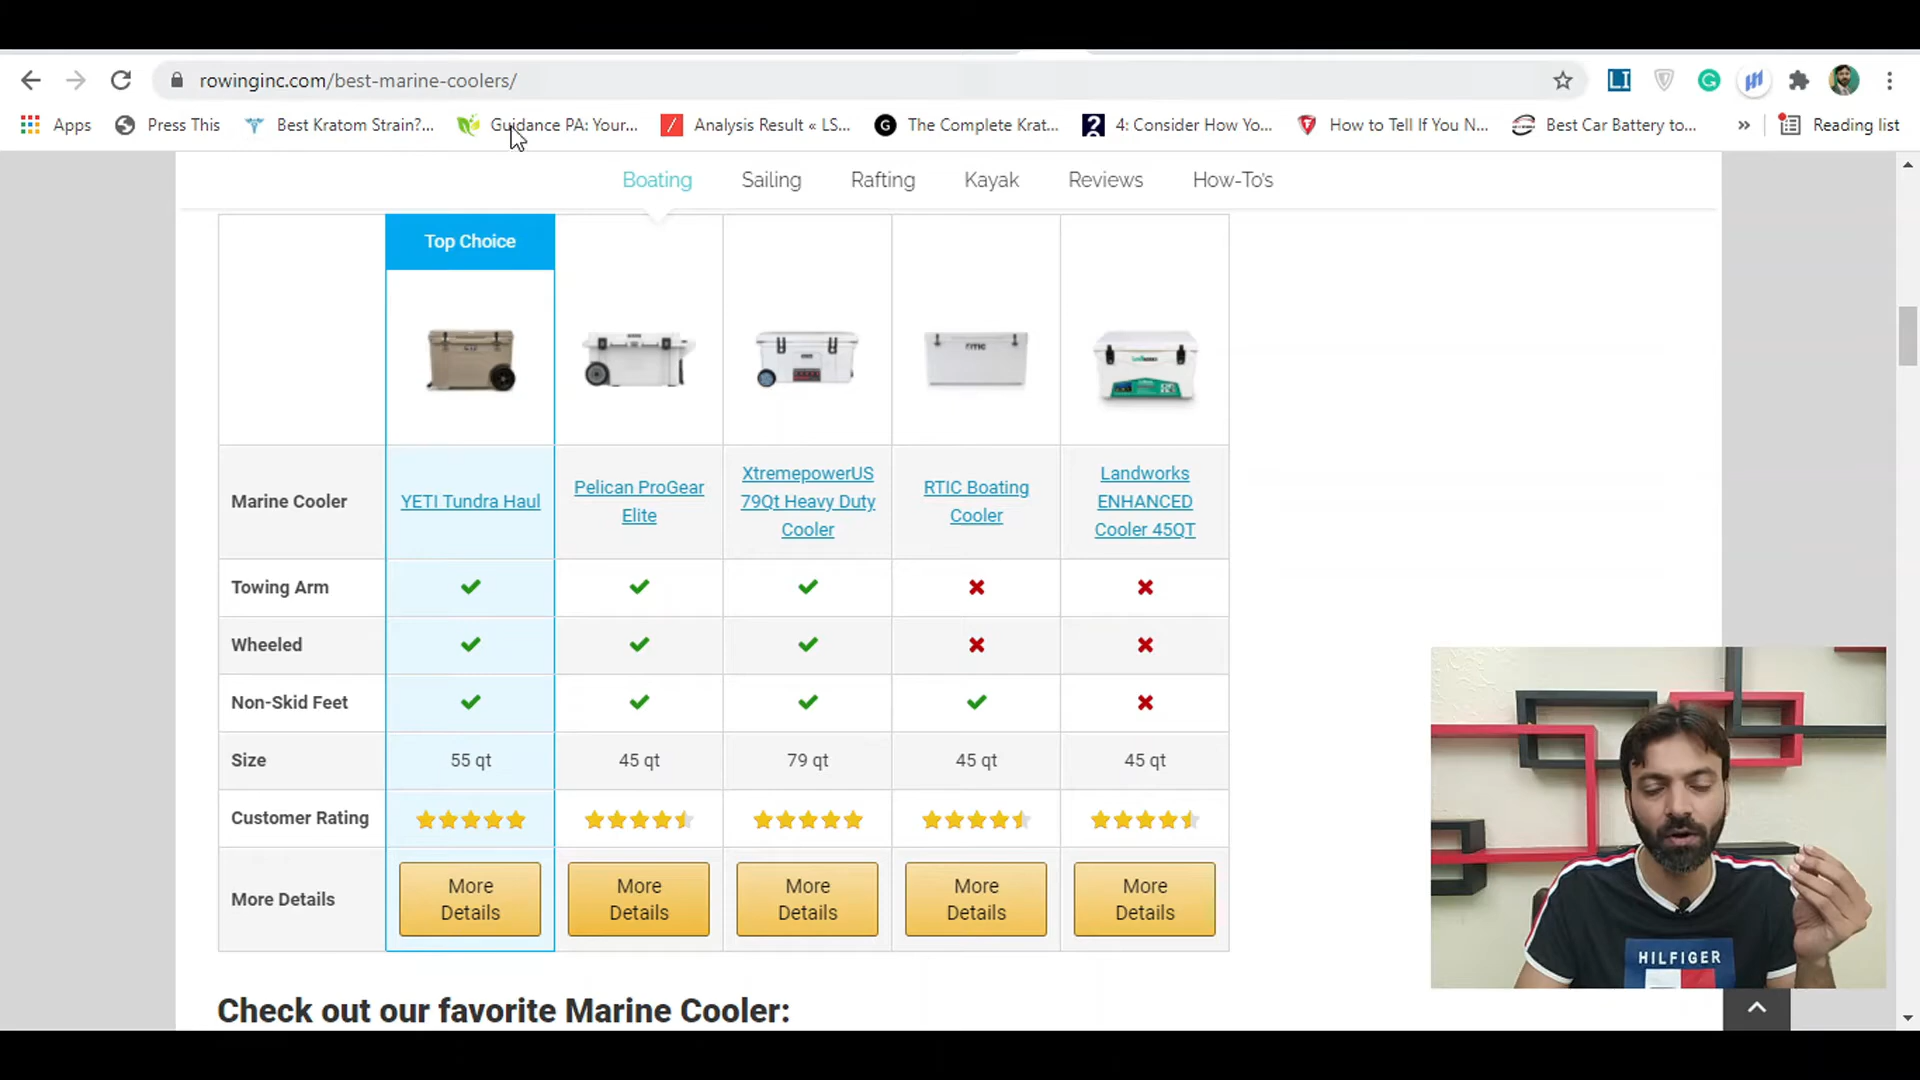 rowinginc.com/best-marine-coolers/
Apps Press This Best Kratom Strain?... Guidance PA: Your... Analysis Result « LS... The Complete Krat... 4: Consider How Yo... How to Tell If You N... Best Car Battery to... » Reading list
Boating Sailing Rafting Kayak Reviews How-To's
Top Choice
Marine Cooler
YETI Tundra Haul
Pelican ProGear
Elite
XtremepowerUS
79Qt Heavy Duty
Cooler
RTIC Boating
Cooler
Landworks
ENHANCED
Cooler 45QT
Towing Arm
Wheeled
Non-Skid Feet
Size 55 qt 45 qt 79 qt 45 qt 45 qt
Customer Rating
More Details
More
Details
More
Details
More
Details
More
Details
More
Details
Check out our favorite Marine Cooler:
HILFIGER